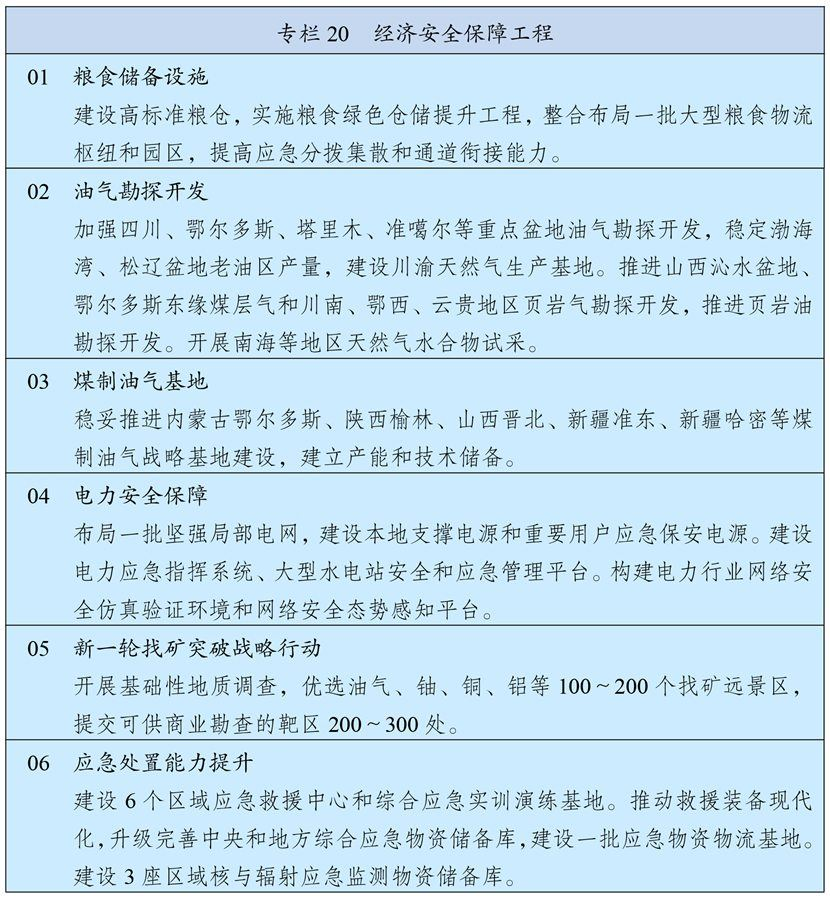 专栏20 经济安全保障工程
01 粮食储备设施
建设高标准粮仓，实施粮食绿色仓储提升工程，整合布局一批大型粮食物流
枢纽和园区，提高应急分拨集散和通道衔接能力。
02 油气勘探开发
加强四川、鄂尔多斯、塔里木、准噶尔等重点盆地油气勘探开发，稳定渤海
湾、松辽盆地老油区产量，建设川渝天然气生产基地。推进山西沁水盆地、
鄂尔多斯东缘煤层气和川南、鄂西、云贵地区页岩气勘探开发，推进页岩油
勘探开发。开展南海等地区天然气水合物试采。
03 煤制油气基地
稳妥推进内蒙古鄂尔多斯、陕西榆林、山西晋北、新疆准东、新疆哈密等煤
制油气战略基地建设，建立产能和技术储备。
04 电力安全保障
布局一批坚强局部电网，建设本地支撑电源和重要用户应急保安电源。建设
电力应急指挥系统、大型水电站安全和应急管理平台。构建电力行业网络安
全仿真验证环境和网络安全态势感知平台。
05 新一轮找矿突破战略行动
开展基础性地质调查，优选油气、铀、铜、铝等100～200个找矿远景区，
提交可供商业勘查的靶区200～300处。
06 应急处置能力提升
建设6个区域应急救援中心和综合应急实训演练基地。推动救援装备现代
化，升级完善中央和地方综合应急物资储备库，建设一批应急物资物流基地。
建设3座区域核与辐射应急监测物资储备库。